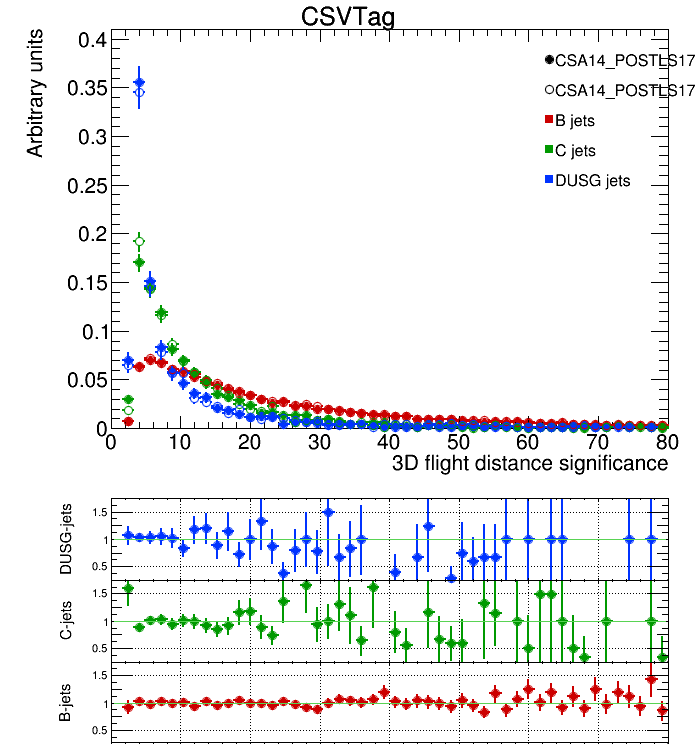 CSVTag
Arbitrary units
0.4
0.35
0.3
0.25
0.2
0.15
0.1
0.05
0
CSA14_POSTLS17
CSA14_POSTLS17
B jets
C jets
DUSG jets
0 10 20 30 40 50 60 70 80
3D flight distance significance
DUSG-jets
1.5
1
0.5
C-jets
1.5
1
0.5
B-jets
1.5
1
0.5